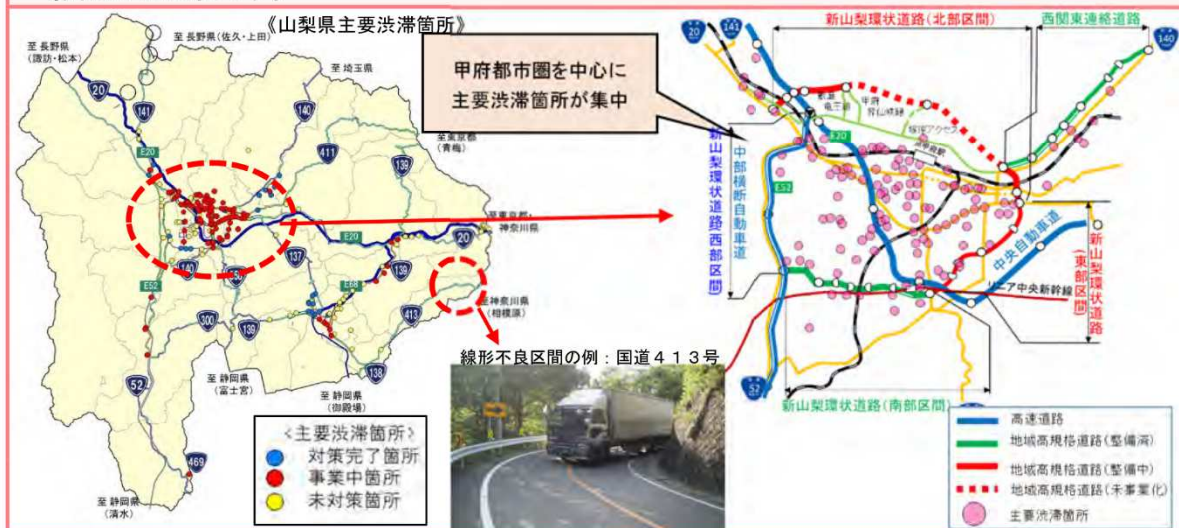 《山梨県主要渋滞箇所》
至 長野県(佐久・上田)
至 長野県
(諏訪・松本)
至 埼玉県
至東京都
(青梅)
至東京都・
神奈川県
至神奈川県
(相模原)
至 静岡県
(富士宮)
至 静岡県
(御殿場)
至 静岡県
(清水)
20
141
E20
140
411
139
E20
20
137
139
140
E52
E68
413
300
139
138
52
469
線形不良区間の例：国道４１３号
<主要渋滞箇所>
対策完了箇所
事業中箇所
未対策箇所
甲府都市圏を中心に
主要渋滞箇所が集中
新山梨環状道路(北部区間)
西関東連絡道路
20
141
140
E20
E52
52
新山梨環状道路西部区間)
中部横断自動車道
中央自動車道
リニア中央新幹線
新山梨環状道路
(東部区間)
新山梨環状道路(南部区間)
高速道路
地域高規格道路(整備済)
地域高規格道路(整備中)
地域高規格道路(未事業化)
主要渋滞箇所